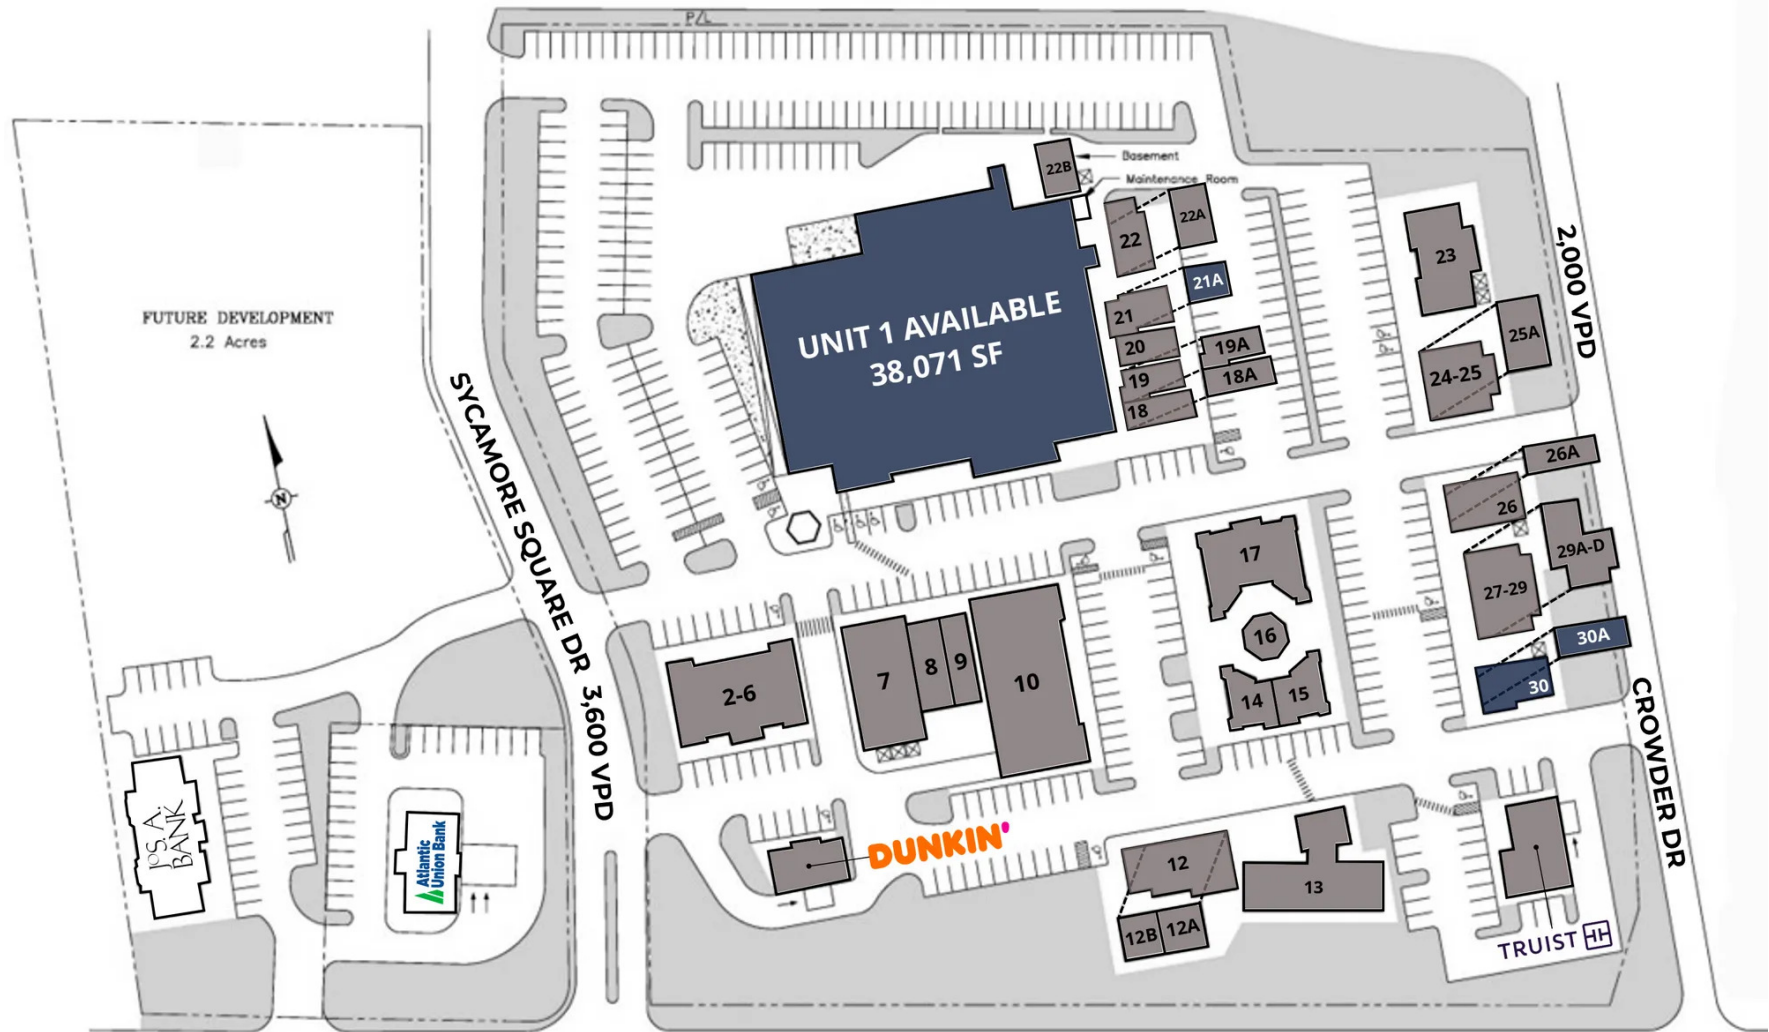 P/L
Basement
Maintenance Room
22B
22
22A
21A
21
20
19
18
19A
18A
23
25A
24-25
2,000 VPD
UNIT 1 AVAILABLE
38,071 SF
FUTURE DEVELOPMENT
2.2 Acres
N
SYCAMORE SQUARE DR 3,600 VPD
26A
26
29A-D
27-29
30A
30
17
16
14
15
2-6
7
8
9
10
CROWDER DR
JOS. A.
BANK
Atlantic
Union Bank
DUNKIN'
12
13
12B
12A
TRUIST